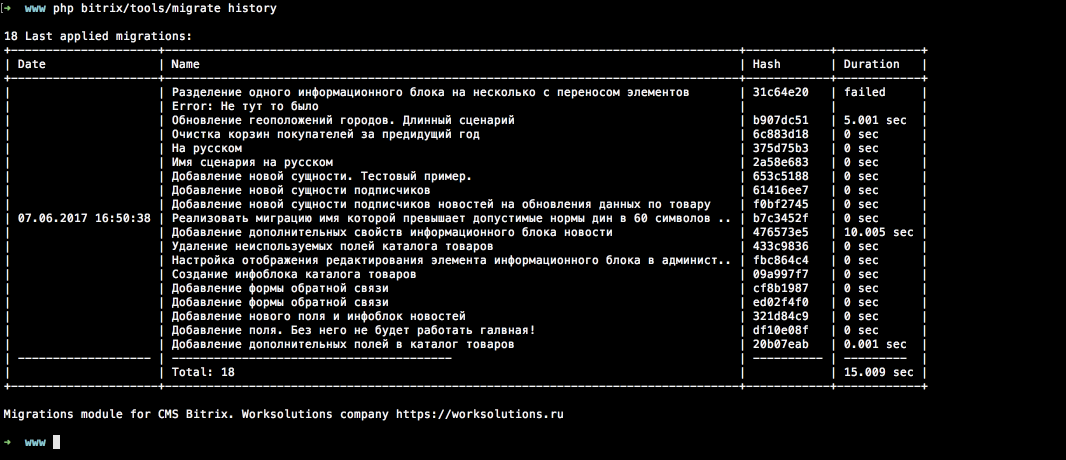 ➜ www php bitrix/tools/migrate history
18 Last applied migrations:
| Date | Name | Hash | Duration |
| | Разделение одного информационного блока на несколько с переносом элементов | 31c64e20 | failed |
| | Error: Не тут то было | | |
| | Обновление геоположений городов. Длинный сценарий | b907dc51 | 5.001 sec |
| | Очистка корзин покупателей за предидущий год | 6c883d18 | 0 sec |
| | На русском | 375d75b3 | 0 sec |
| | Имя сценария на русском | 2a58e683 | 0 sec |
| | Добавление новой сущности. Тестовый пример. | 653c5188 | 0 sec |
| | Добавление новой сущности подписчиков | 61416ee7 | 0 sec |
| | Добавление новой сущности подписчиков новостей на обновления данных по товару | f0bf2745 | 0 sec |
| 07.06.2017 16:50:38 | Реализовать миграцию имя которой превышает допустимые нормы дин в 60 символов .. | b7c3452f | 0 sec |
| | Добавление дополнительных свойств информационного блока новости | 476573e5 | 10.005 sec |
| | Удаление неиспользуемых полей каталога товаров | 433c9836 | 0 sec |
| | Настройка отображения редактирования элемента информационного блока в админист.. | fbc864c4 | 0 sec |
| | Создание инфоблока каталога товаров | 09a997f7 | 0 sec |
| | Добавление формы обратной связи | cf8b1987 | 0 sec |
| | Добавление формы обратной связи | ed02f4f0 | 0 sec |
| | Добавление нового поля и инфоблок новостей | 321d84c9 | 0 sec |
| | Добавление поля. Без него не будет работать галвная! | df10e08f | 0 sec |
| | Добавление дополнительных полей в каталог товаров | 20b07eab | 0.001 sec |
| | Total: 18 | | 15.009 sec |
Migrations module for CMS Bitrix. Worksolutions company https://worksolutions.ru
➜ www